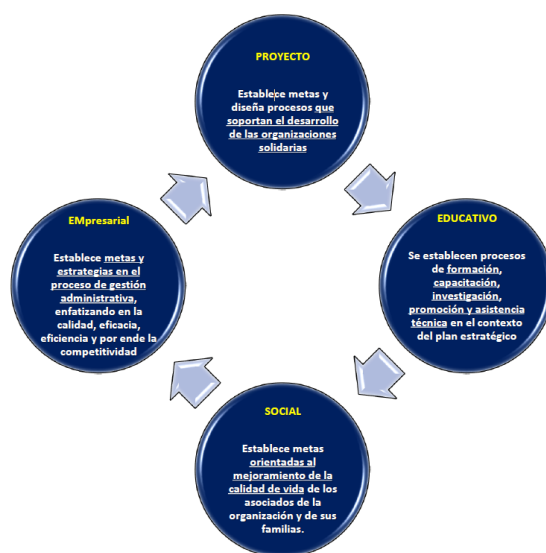 PROYECTO
Establece metas y
diseña procesos que
soportan el desarrollo
de las organizaciones
solidarias
EDUCATIVO
Se establecen procesos
de formación,
capacitación,
investigación,
promoción y asistencia
técnica en el contexto
del plan estratégico
SOCIAL
Establece metas
orientadas al
mejoramiento de la
calidad de vida de los
asociados de la
organización y de sus
familias.
EMpresarial
Establece metas y
estrategias en el
proceso de gestión
administrativa,
enfatizando en la
calidad, eficacia,
eficiencia y por ende la
competitividad